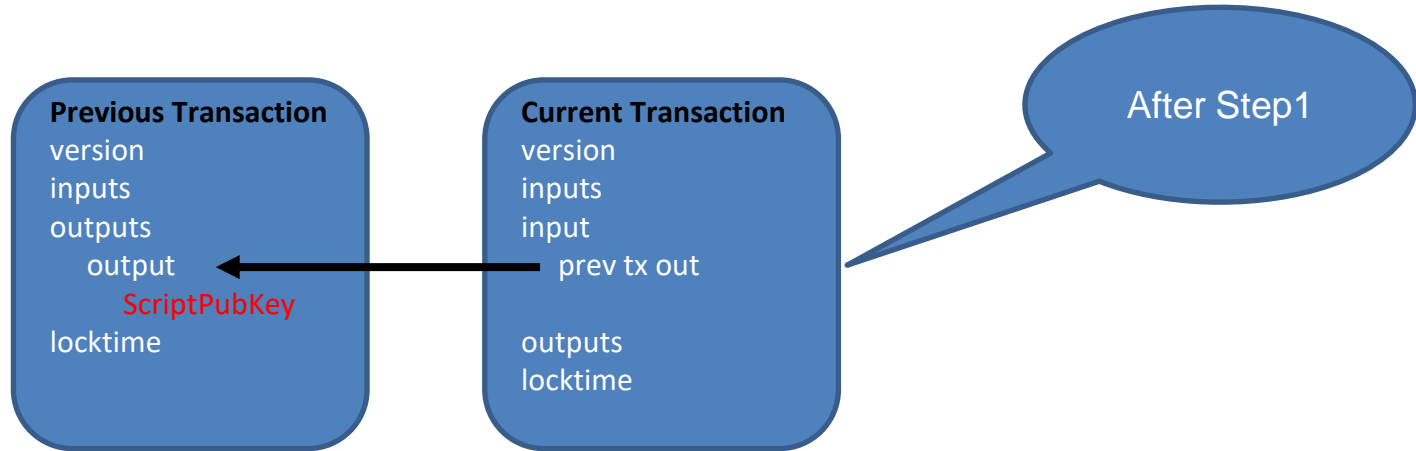 Previous Transaction
version
inputs
outputs
output
ScriptPubKey
locktime
Current Transaction
version
inputs
input
prev tx out
outputs
locktime
After Step1